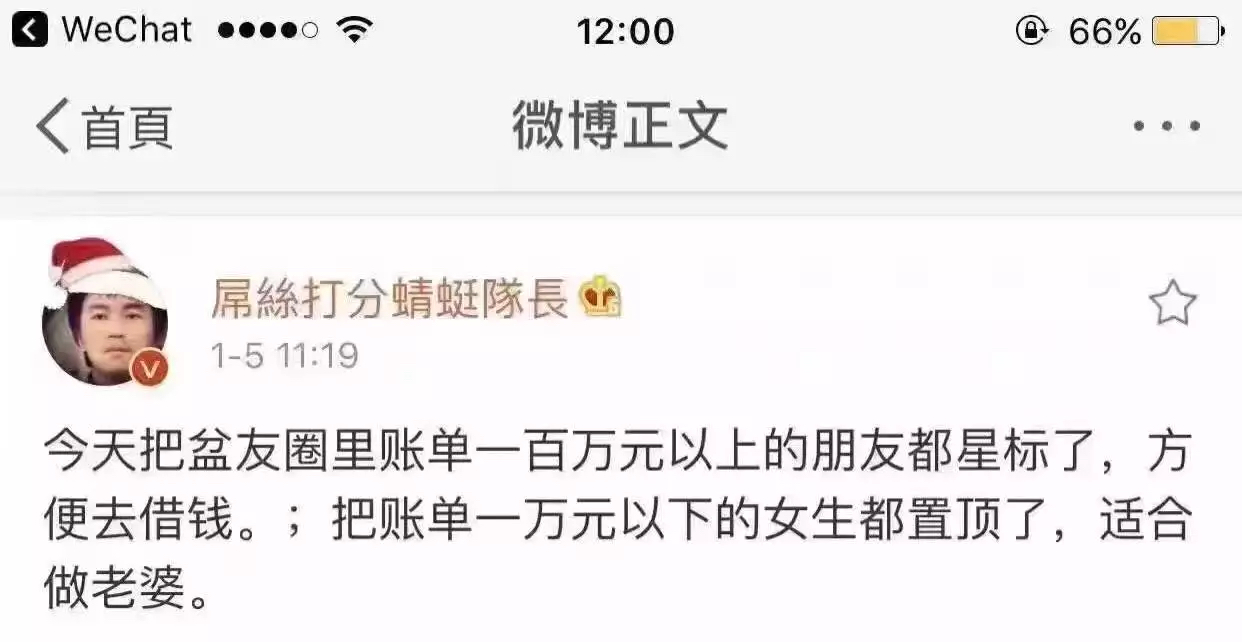 WeChat 12:00 66%
首頁 微博正文
屌絲打分蜻蜓隊長
1-5 11:19
今天把盆友圈里账单一百万元以上的朋友都星标了，方
便去借钱。；把账单一万元以下的女生都置顶了，适合
做老婆。